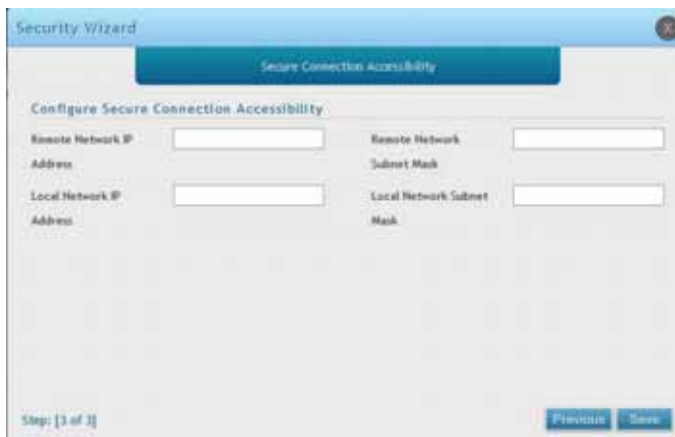 Security Wizard
X
Secure Connection Accessibility
Configure Secure Connection Accessibility
Remote Network IP
Address
Remote Network
Subnet Mask
Local Network IP
Address
Local Network Subnet
Mask
Step: [3 of 3]
Previous
Save